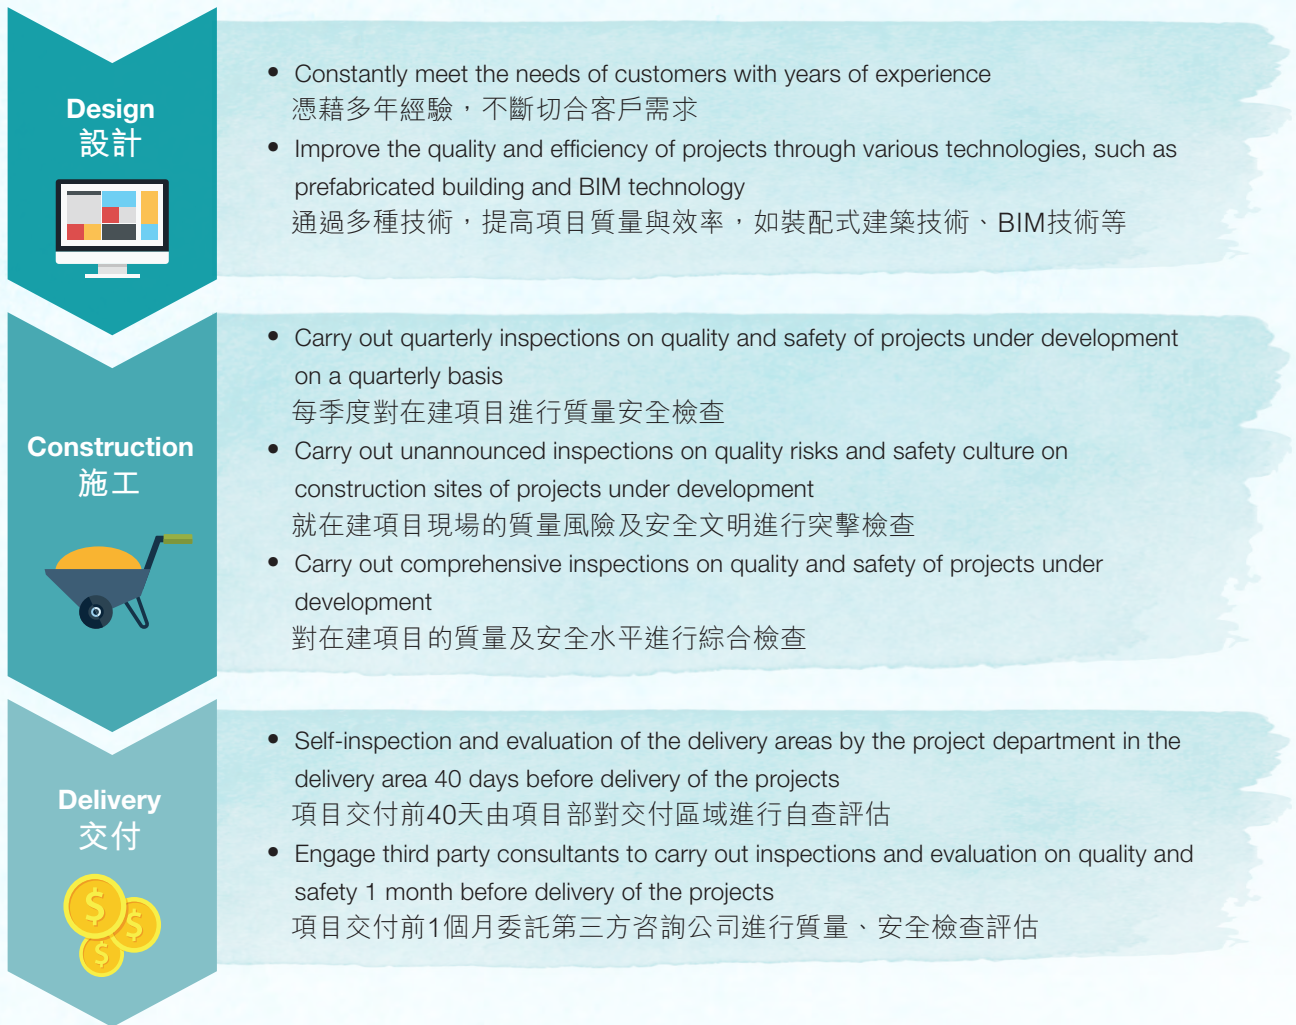 Design
設計
• Constantly meet the needs of customers with years of experience
憑藉多年經驗，不斷切合客戶需求
• Improve the quality and efficiency of projects through various technologies, such as
prefabricated building and BIM technology
通過多種技術，提高項目質量與效率，如裝配式建築技術、BIM技術等
Construction
施工
• Carry out quarterly inspections on quality and safety of projects under development
on a quarterly basis
每季度對在建項目進行質量安全檢查
• Carry out unannounced inspections on quality risks and safety culture on
construction sites of projects under development
就在建項目現場的質量風險及安全文明進行突擊檢查
• Carry out comprehensive inspections on quality and safety of projects under
development
對在建項目的質量及安全水平進行綜合檢查
Delivery
交付
• Self-inspection and evaluation of the delivery areas by the project department in the
delivery area 40 days before delivery of the projects
項目交付前40天由項目部對交付區域進行自查評估
• Engage third party consultants to carry out inspections and evaluation on quality and
safety 1 month before delivery of the projects
項目交付前1個月委託第三方咨詢公司進行質量、安全檢查評估
$
$
$